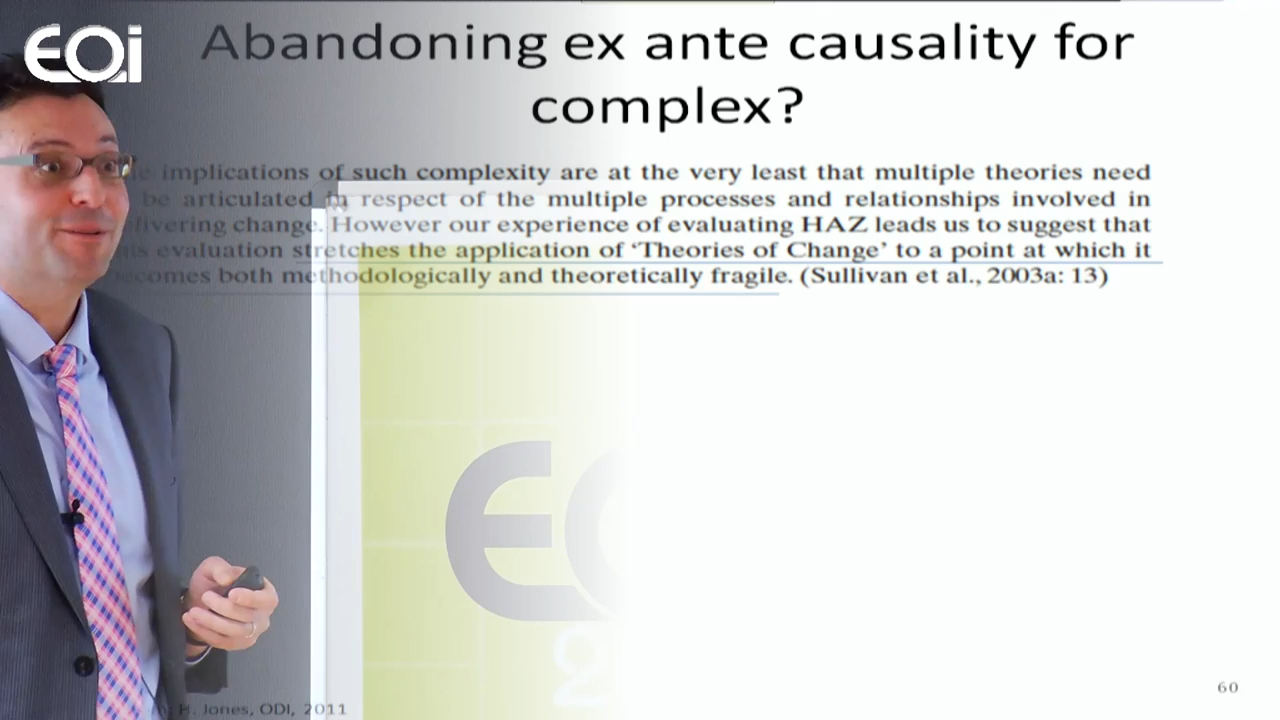 EOi
Abandoning ex ante causality for
complex?
implications of such complexity are at the very least that multiple theories need
be articulated in respect of the multiple processes and relationships involved in
change. However our experience of evaluating HAZ leads us to suggest that
evaluation stretches the application of ‘Theories of Change’ to a point at which it
both methodologically and theoretically fragile. (Sullivan et al., 2003a: 13)
H. Jones, ODI, 2011
60